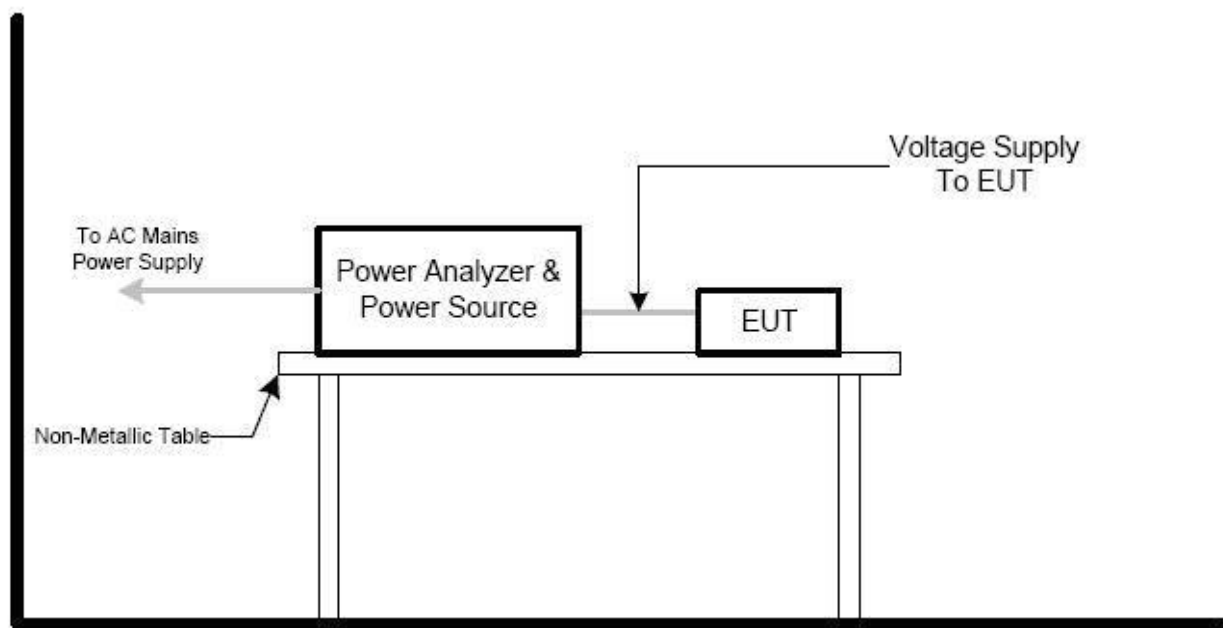 Voltage Supply
To EUT
To AC Mains
Power Supply
Power Analyzer &
Power Source
EUT
Non-Metallic Table